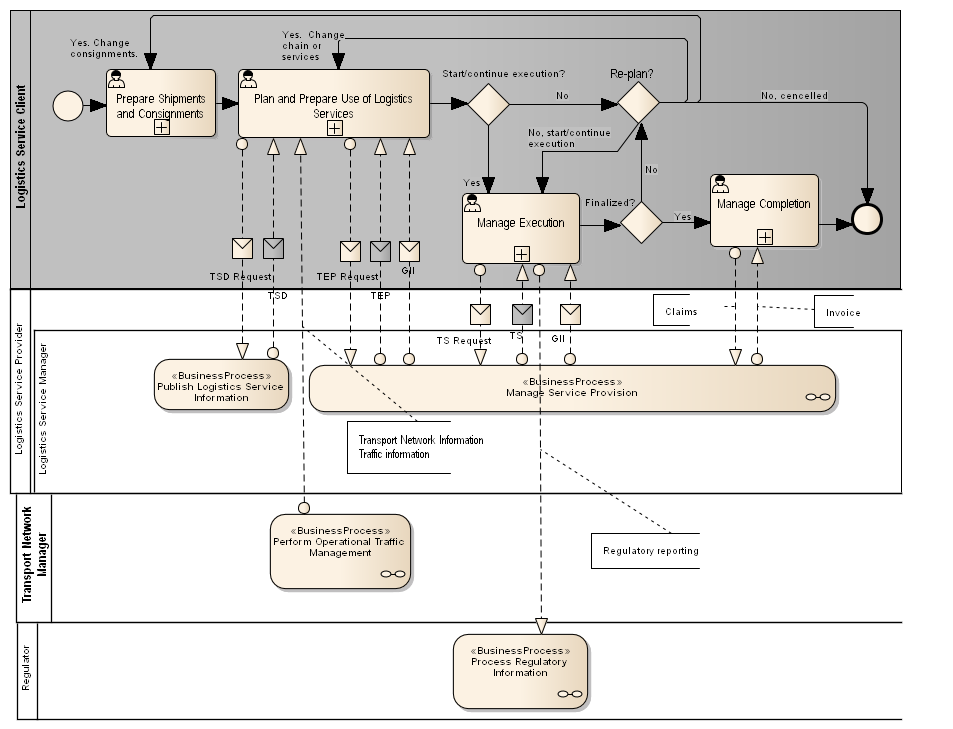 Logistics Service Client
Yes. Change
consignments.
Yes. Change
chain or
services
Start/continue execution?
Re-plan?
Prepare Shipments
and Consignments
Plan and Prepare Use of Logistics
Services
No
No, cencelled
No, start/continue
execution
No
Yes
Manage Execution
Finalized?
Yes
Manage Completion
TSD Request
TSD
TEP Request
TEP
GII
TS Request
TS
GII
Claims
Invoice
Logistics Service Provider
Logistics Service Manager
«BusinessProcess»
Publish Logistics Service
Information
«BusinessProcess»
Manage Service Provision
Transport Network Information
Traffic information
Transport Network
Manager
«BusinessProcess»
Perform Operational Traffic
Management
Regulatory reporting
Regulator
«BusinessProcess»
Process Regulatory
Information